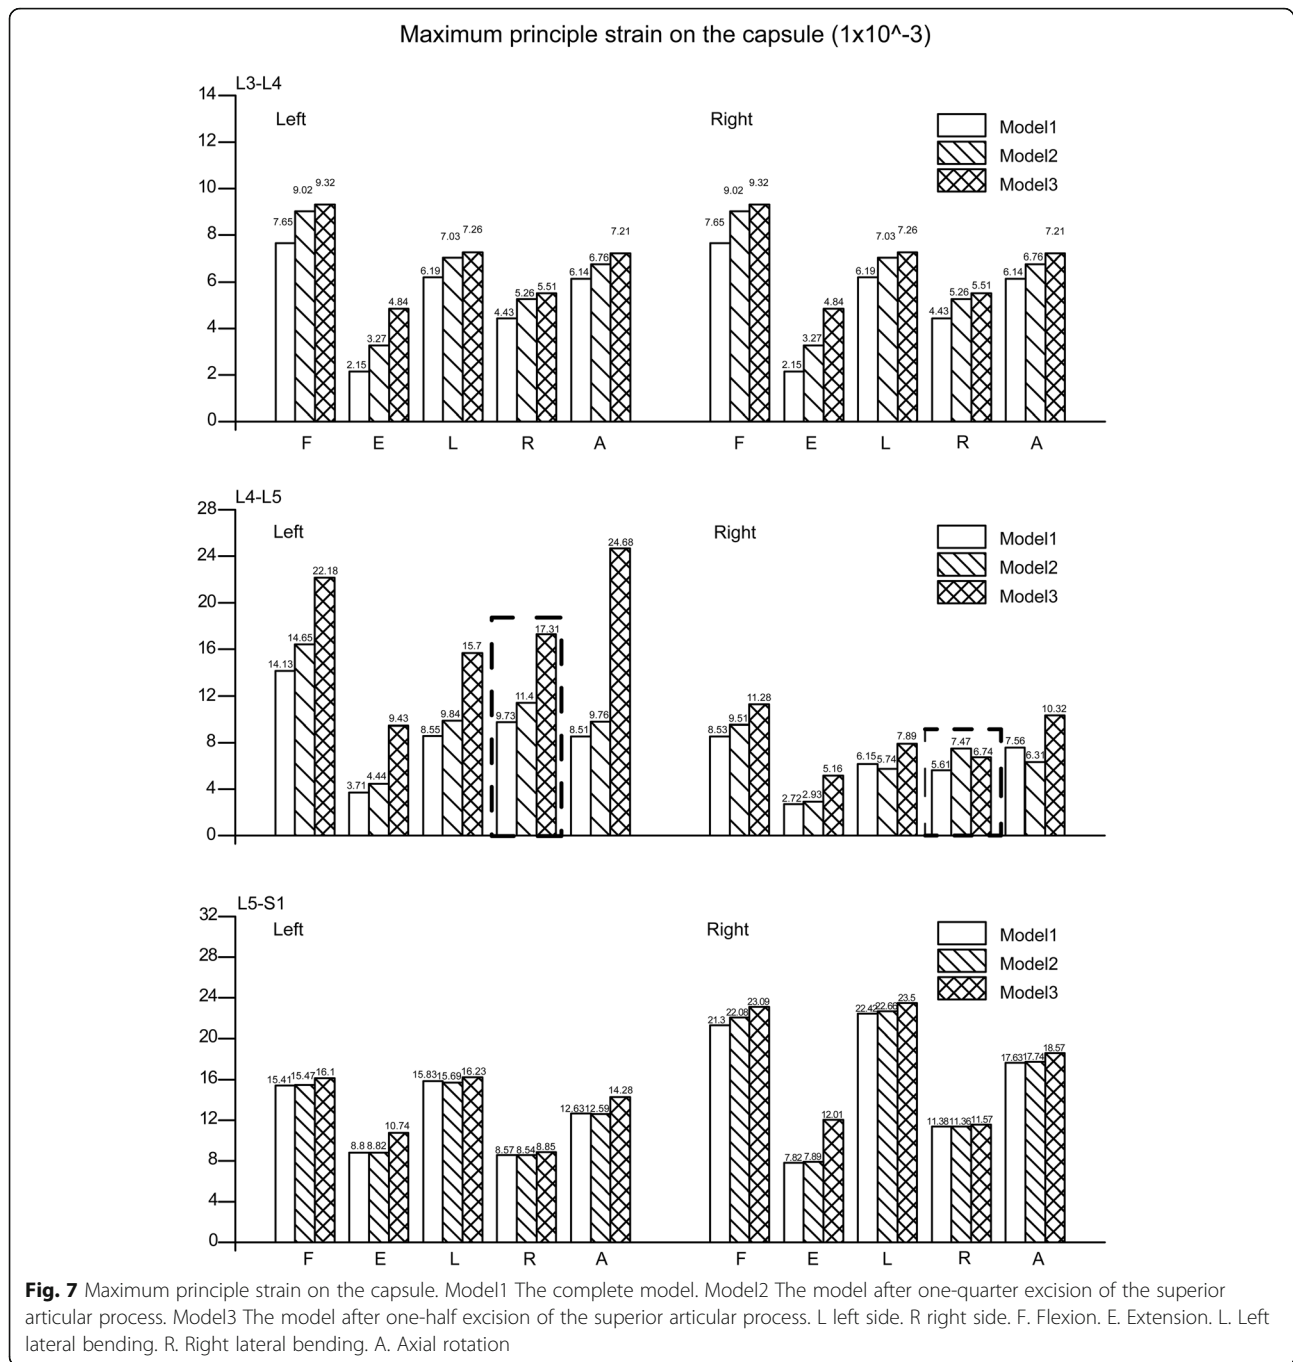 Maximum principle strain on the capsule (1x10^-3)
L3-L4
Left
Right
Model1
Model2
Model3
14
12
10
8
6
4
2
0
7.65 9.02 9.32 2.15 3.27 4.84 6.19 7.03 7.26 4.43 5.26 5.51 6.14 6.76 7.21
7.65 9.02 9.32 2.15 3.27 4.84 6.19 7.03 7.26 4.43 5.26 5.51 6.14 6.76 7.21
F E L R A F E L R A
L4-L5
Left
Right
Model1
Model2
Model3
28
24
20
16
12
8
4
0
14.13 14.65 22.18 3.71 4.44 9.43 8.55 9.84 15.7 9.73 11.4 17.31 8.51 9.76 24.68
8.53 9.51 11.28 2.72 2.93 5.16 6.15 5.74 7.89 5.61 7.47 6.74 7.56 6.31 10.32
L5-S1
Left
Right
Model1
Model2
Model3
32
28
24
20
16
12
8
4
0
15.41 15.47 16.1 8.8 8.82 10.74 15.83 15.69 16.23 8.57 8.54 8.85 12.63 12.59 14.28
21.3 22.08 23.09 7.82 7.89 12.01 22.42 22.68 23.5 11.38 11.36 11.57 17.63 17.74 18.57
F E L R A F E L R A
Fig. 7 Maximum principle strain on the capsule. Model1 The complete model. Model2 The model after one-quarter excision of the superior
articular process. Model3 The model after one-half excision of the superior articular process. L left side. R right side. F. Flexion. E. Extension. L. Left
lateral bending. R. Right lateral bending. A. Axial rotation